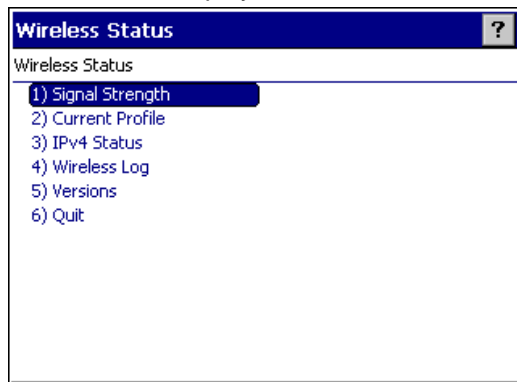 Wireless Status ?
Wireless Status
1) Signal Strength
2) Current Profile
3) IPv4 Status
4) Wireless Log
5) Versions
6) Quit